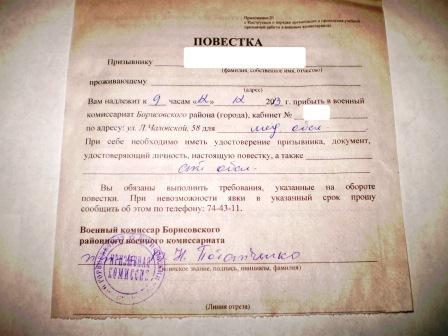 Приложение 21
к Инструкции о порядке организации и проведения учебной
призывной работы в военных комиссариатах
ПОВЕСТКА
Призывнику
(фамилия, собственное имя, отчество)
проживающему
(адрес)
Вам надлежит к 9 часам «12» 12 2013 г. прибыть в военный
комиссариат Борисовского района (города), кабинет №
по адресу: ул. Л.Чаловской, 58 для мед
При себе необходимо иметь удостоверение призывника, документ,
удостоверяющий личность, настоящую повестку, а также
Вы обязаны выполнить требования, указанные на обороте
повестки. При невозможности явки в указанный срок прошу
сообщить об этом по телефону: 74-43-11.
Военный комиссар Борисовского
районного военного комиссариата
(воинское звание, подпись, инициалы, фамилия)
КОМИССИЯ
(Линия отреза)